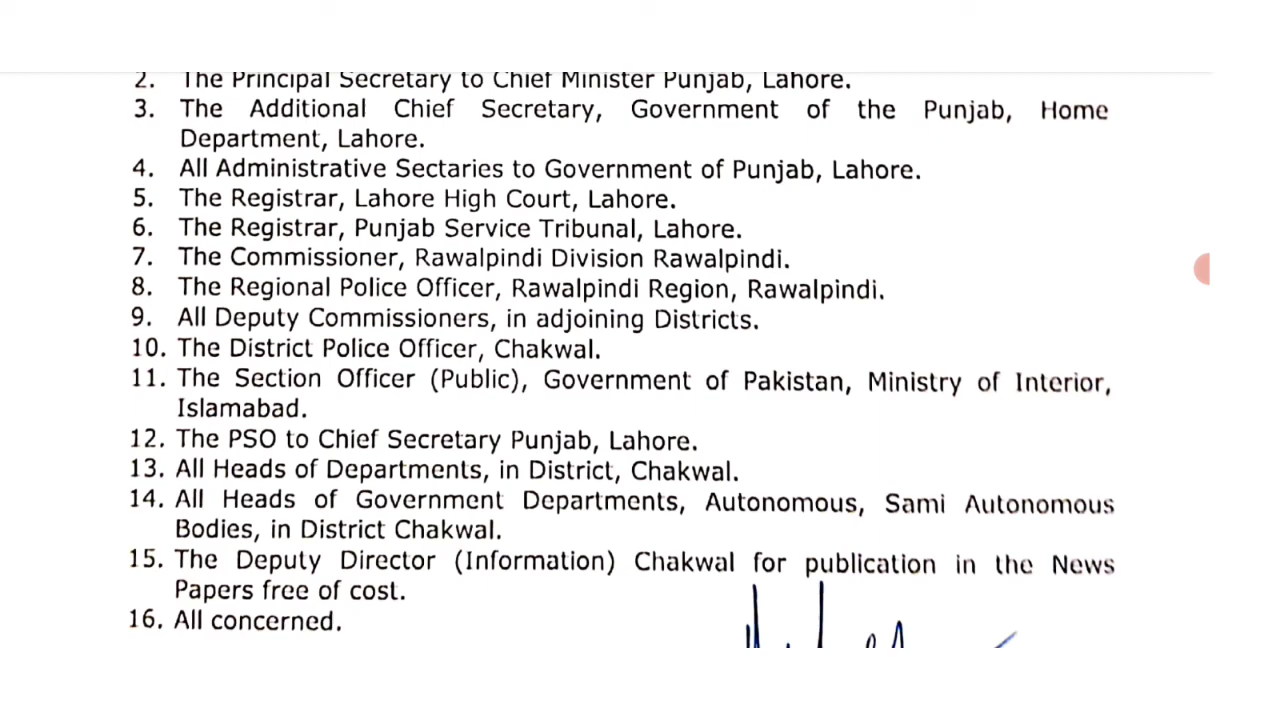 2. The Principal Secretary to Chief Minister Punjab, Lahore.
3. The Additional Chief Secretary, Government of the Punjab, Home
Department, Lahore.
4. All Administrative Sectaries to Government of Punjab, Lahore.
5. The Registrar, Lahore High Court, Lahore.
6. The Registrar, Punjab Service Tribunal, Lahore.
7. The Commissioner, Rawalpindi Division Rawalpindi.
8. The Regional Police Officer, Rawalpindi Region, Rawalpindi.
9. All Deputy Commissioners, in adjoining Districts.
10. The District Police Officer, Chakwal.
11. The Section Officer (Public), Government of Pakistan, Ministry of Interior,
Islamabad.
12. The PSO to Chief Secretary Punjab, Lahore.
13. All Heads of Departments, in District, Chakwal.
14. All Heads of Government Departments, Autonomous, Sami Autonomous
Bodies, in District Chakwal.
15. The Deputy Director (Information) Chakwal for publication in the News
Papers free of cost.
16. All concerned.